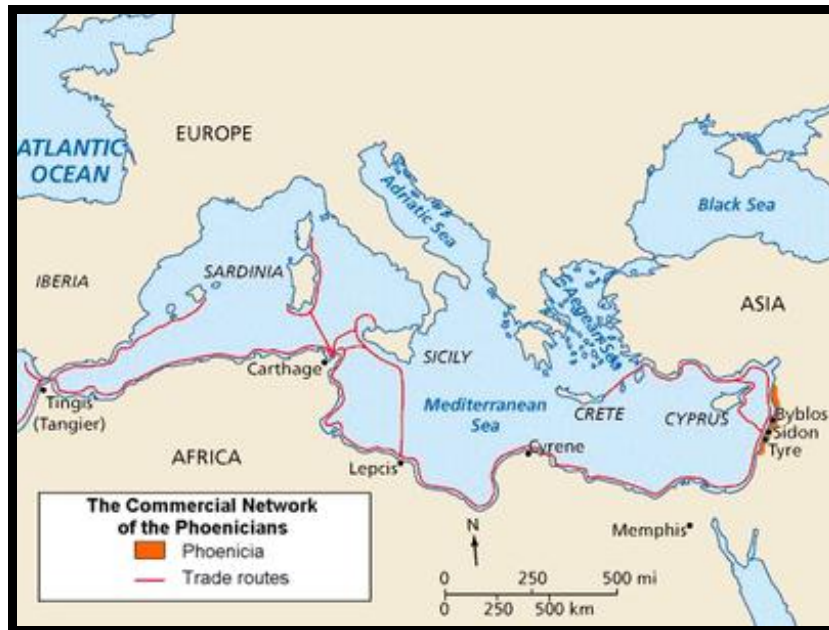 EUROPE
ATLANTIC
OCEAN
Adriatic Sea
Black Sea
IBERIA
SARDINIA
Aegean Sea
ASIA
Carthage
SICILY
Tingis
(Tangier)
Mediterranean
Sea
CRETE
CYPRUS
Byblos
Sidon
Tyre
AFRICA
Lepcis
Cyrene
Memphis
The Commercial Network
of the Phoenicians
Phoenicia
Trade routes
N
0 250 500 mi
0 250 500 km